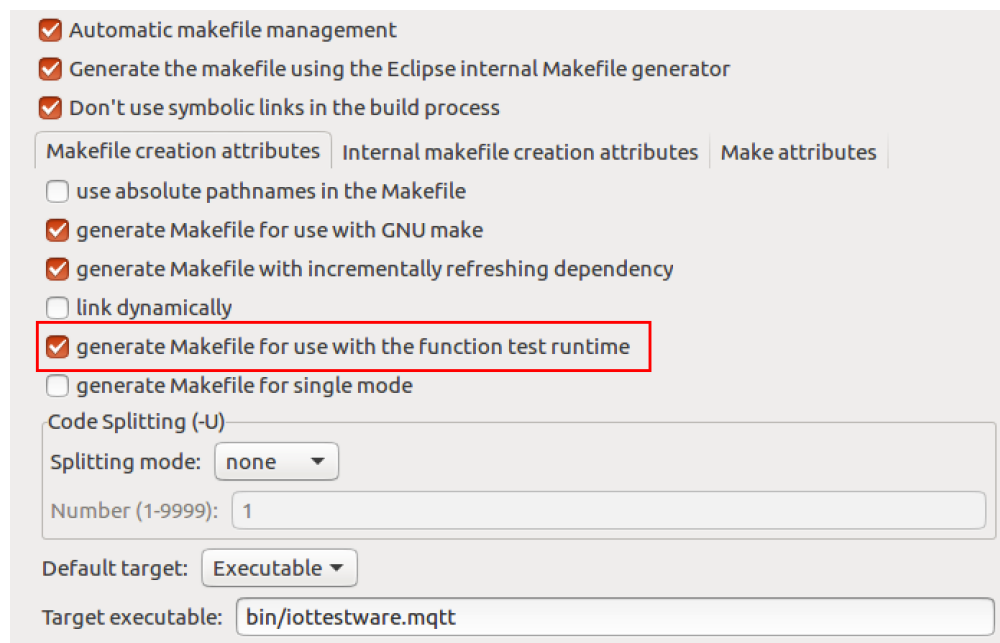 Automatic makefile management
Generate the makefile using the Eclipse internal Makefile generator
Don't use symbolic links in the build process
Makefile creation attributes Internal makefile creation attributes Make attributes
use absolute pathnames in the Makefile
generate Makefile for use with GNU make
generate Makefile with incrementally refreshing dependency
link dynamically
generate Makefile for use with the function test runtime
generate Makefile for single mode
Code Splitting (-U)
Splitting mode: none
Number (1-9999): 1
Default target: Executable
Target executable: bin/iottestware.mqtt